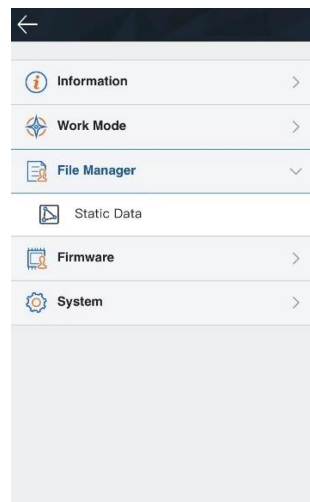 Information
Work Mode
File Manager
Static Data
Firmware
System